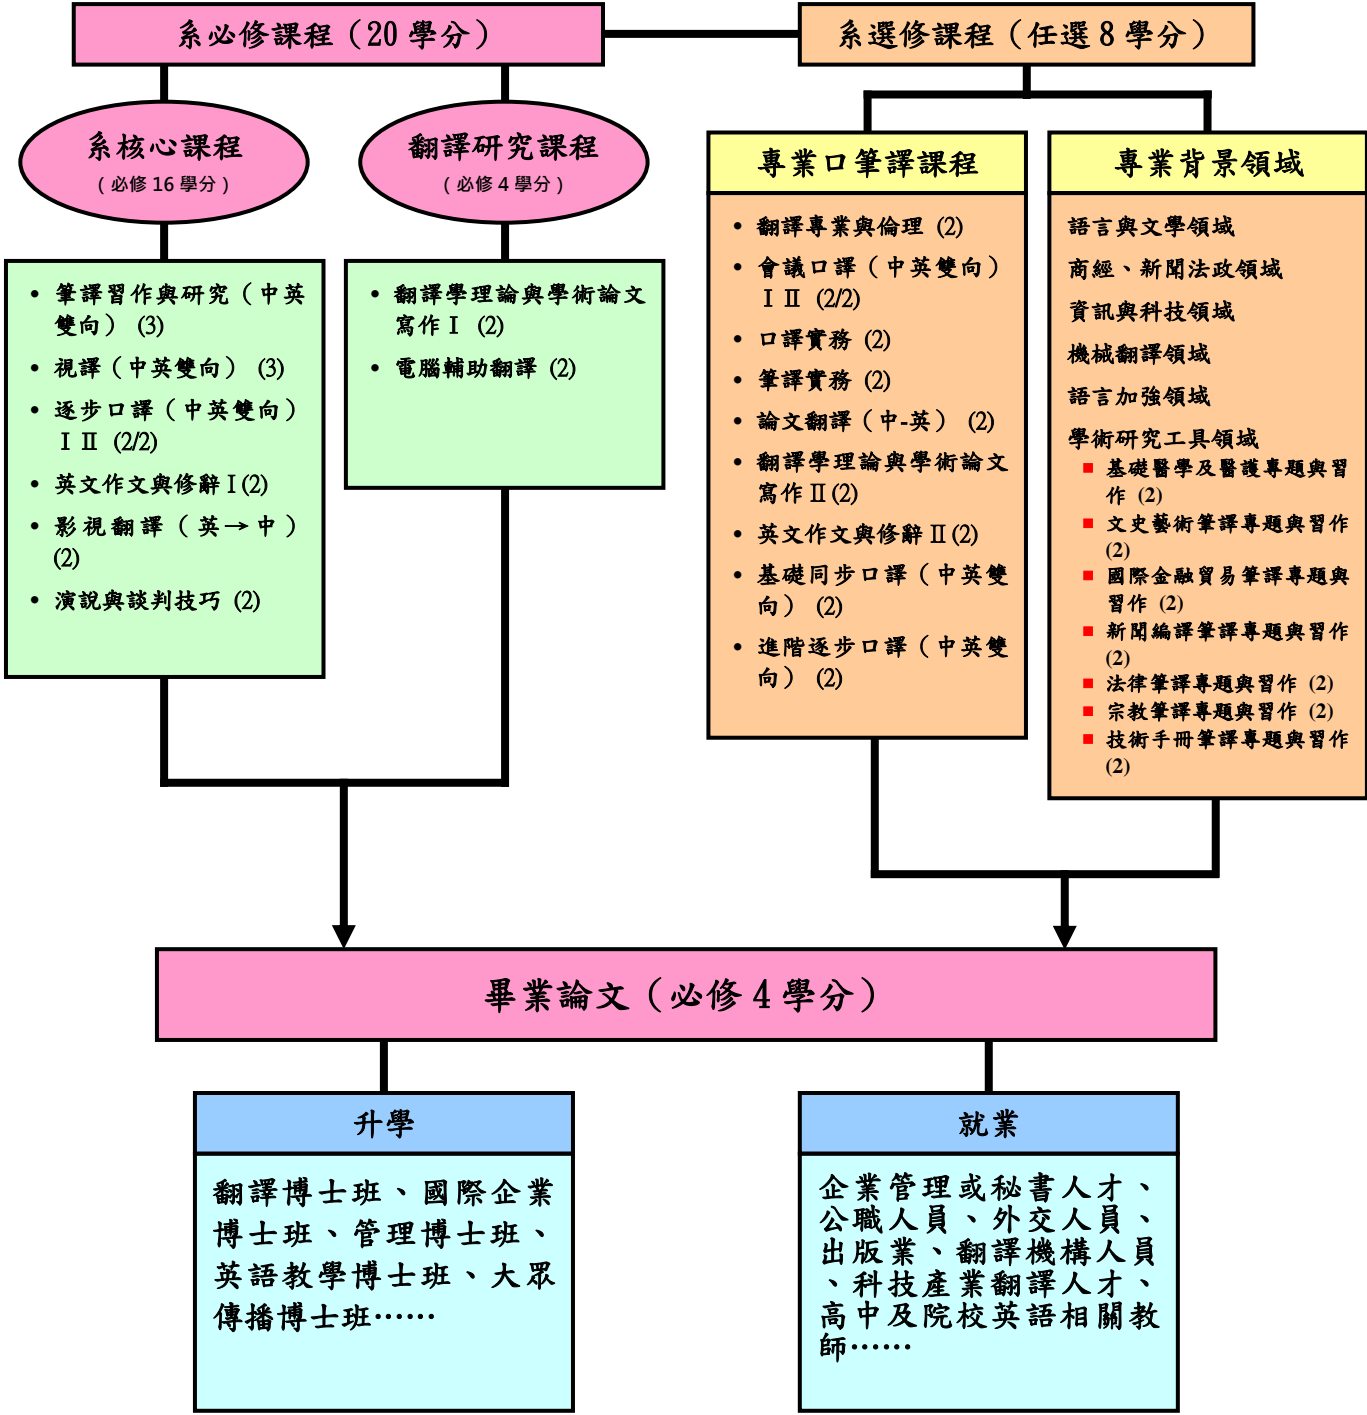 系必修課程（20 學分）
系選修課程（任選 8 學分）
系核心課程
（必修 16 學分）
翻譯研究課程
（必修 4 學分）
• 筆譯習作與研究（中英
雙向） (3)
• 視譯（中英雙向） (3)
• 逐步口譯（中英雙向）
Ⅰ Ⅱ (2/2)
• 英文作文與修辭Ⅰ(2)
• 影視翻譯（英→中）
(2)
• 演說與談判技巧 (2)
• 翻譯學理論與學術論文
寫作Ⅰ (2)
• 電腦輔助翻譯 (2)
專業口筆譯課程
• 翻譯專業與倫理 (2)
• 會議口譯（中英雙向）
Ⅰ Ⅱ (2/2)
• 口譯實務 (2)
• 筆譯實務 (2)
• 論文翻譯（中-英） (2)
• 翻譯學理論與學術論文
寫作Ⅱ(2)
• 英文作文與修辭Ⅱ(2)
• 基礎同步口譯（中英雙
向） (2)
• 進階逐步口譯（中英雙
向） (2)
專業背景領域
語言與文學領域
商經、新聞法政領域
資訊與科技領域
機械翻譯領域
語言加強領域
學術研究工具領域
■ 基礎醫學及醫護專題與習
作 (2)
■ 文史藝術筆譯專題與習作
(2)
■ 國際金融貿易筆譯專題與
習作 (2)
■ 新聞編譯筆譯專題與習作
(2)
■ 法律筆譯專題與習作 (2)
■ 宗教筆譯專題與習作 (2)
■ 技術手冊筆譯專題與習作
(2)
畢業論文（必修 4 學分）
升學
翻譯博士班、國際企業
博士班、管理博士班、
英語教學博士班、大眾
傳播博士班……
就業
企業管理或秘書人才、
公職人員、外交人員、
出版業、翻譯機構人員
、科技產業翻譯人才、
高中及院校英語相關教
師……